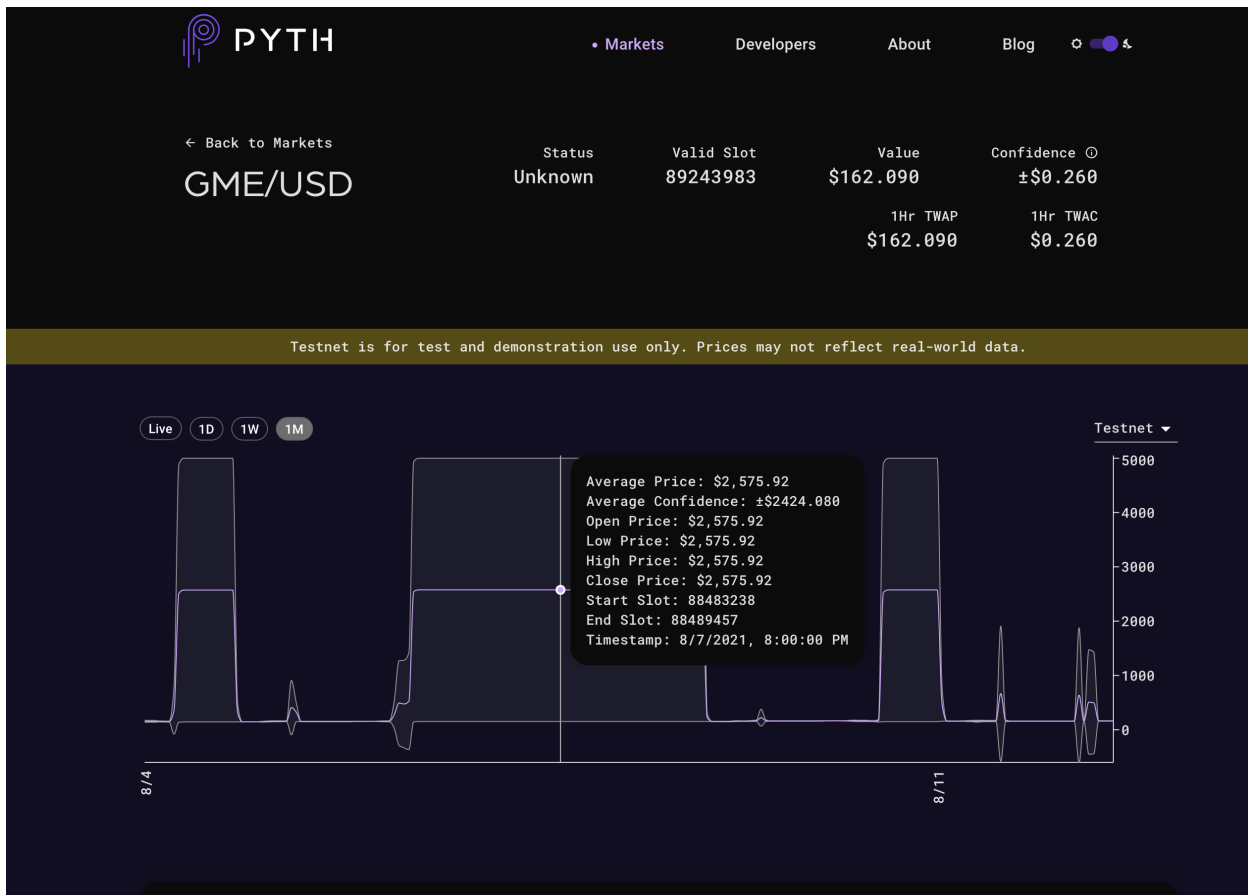 PYTH
Markets
Developers
About
Blog
← Back to Markets
GME/USD
Status
Unknown
Valid Slot
89243983
Value
$162.090
Confidence
±$0.260
1Hr TWAP
$162.090
1Hr TWAC
$0.260
Testnet is for test and demonstration use only. Prices may not reflect real-world data.
Live
1D
1W
1M
Testnet
Average Price: $2,575.92
Average Confidence: ±$2424.080
Open Price: $2,575.92
Low Price: $2,575.92
High Price: $2,575.92
Close Price: $2,575.92
Start Slot: 88483238
End Slot: 88489457
Timestamp: 8/7/2021, 8:00:00 PM
5000
4000
3000
2000
1000
0
8/4
8/11